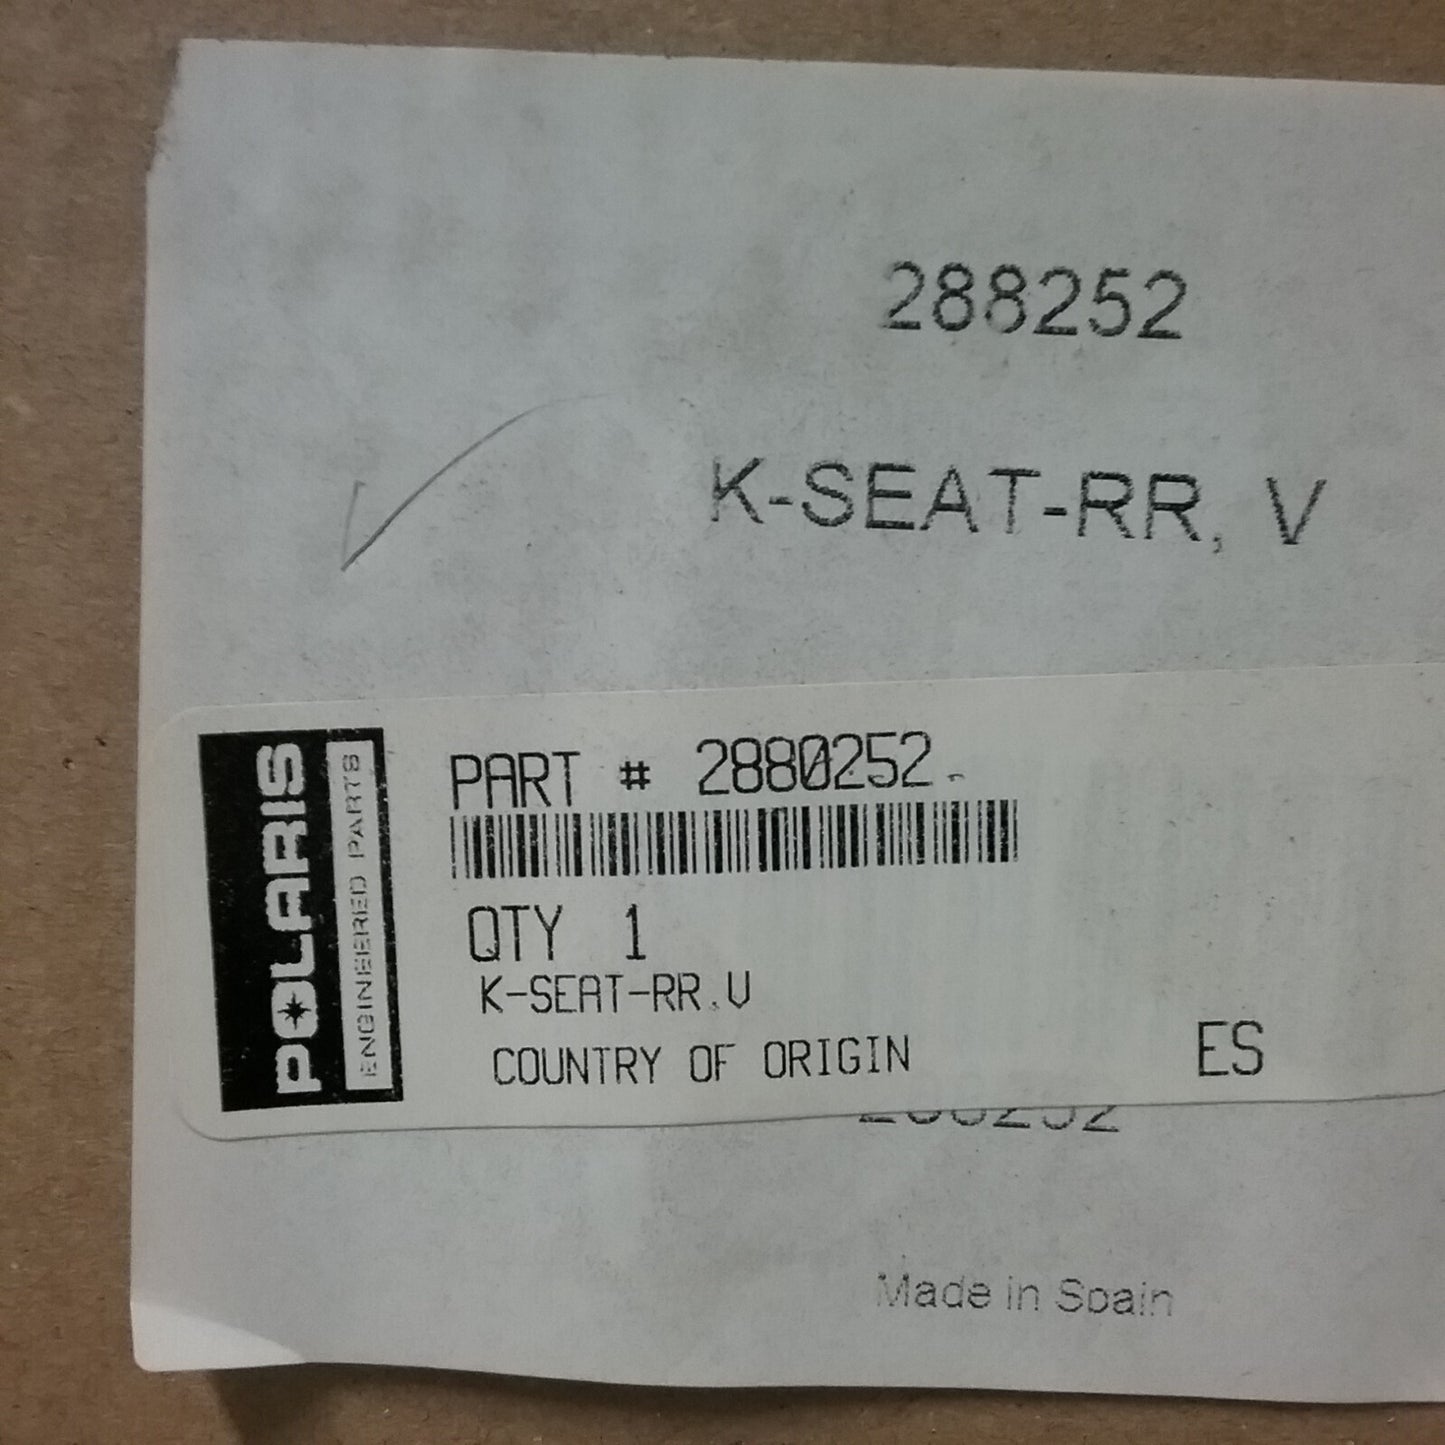 288252
K-SEAT-RR, V
POLARIS
ENGINEERED PARTS
PART # 2880252
QTY 1
K-SEAT-RR,V
COUNTRY OF ORIGIN ES
288252
Made in Spain